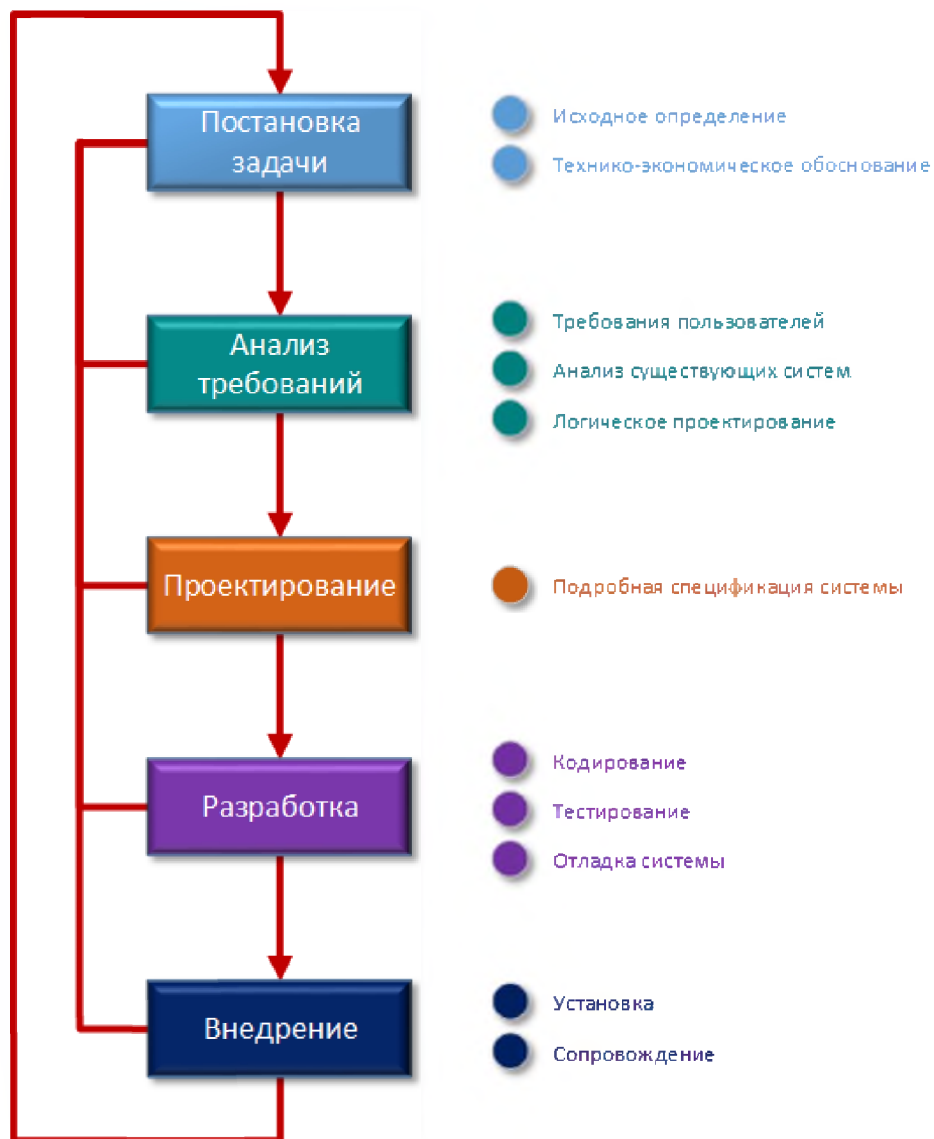 Постановка
задачи
Исходное определение
Технико-экономическое обоснование
Анализ
требований
Требования пользователей
Анализ существующих систем
Логическое проектирование
Проектирование
Подробная спецификация системы
Разработка
Кодирование
Тестирование
Отладка системы
Внедрение
Установка
Сопровождение